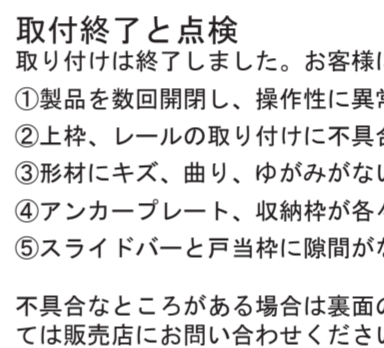 取付終了と点検
取り付けは終了しました。お客様
①製品を数回開閉し、操作性に異常
②上枠、レールの取り付けに不具合
③形材にキズ、曲り、ゆがみがない
④アンカープレート、収納枠が各々
⑤スライドバーと戸当枠に隙間がな
不具合なところがある場合は裏面の
ては販売店にお問い合わせください